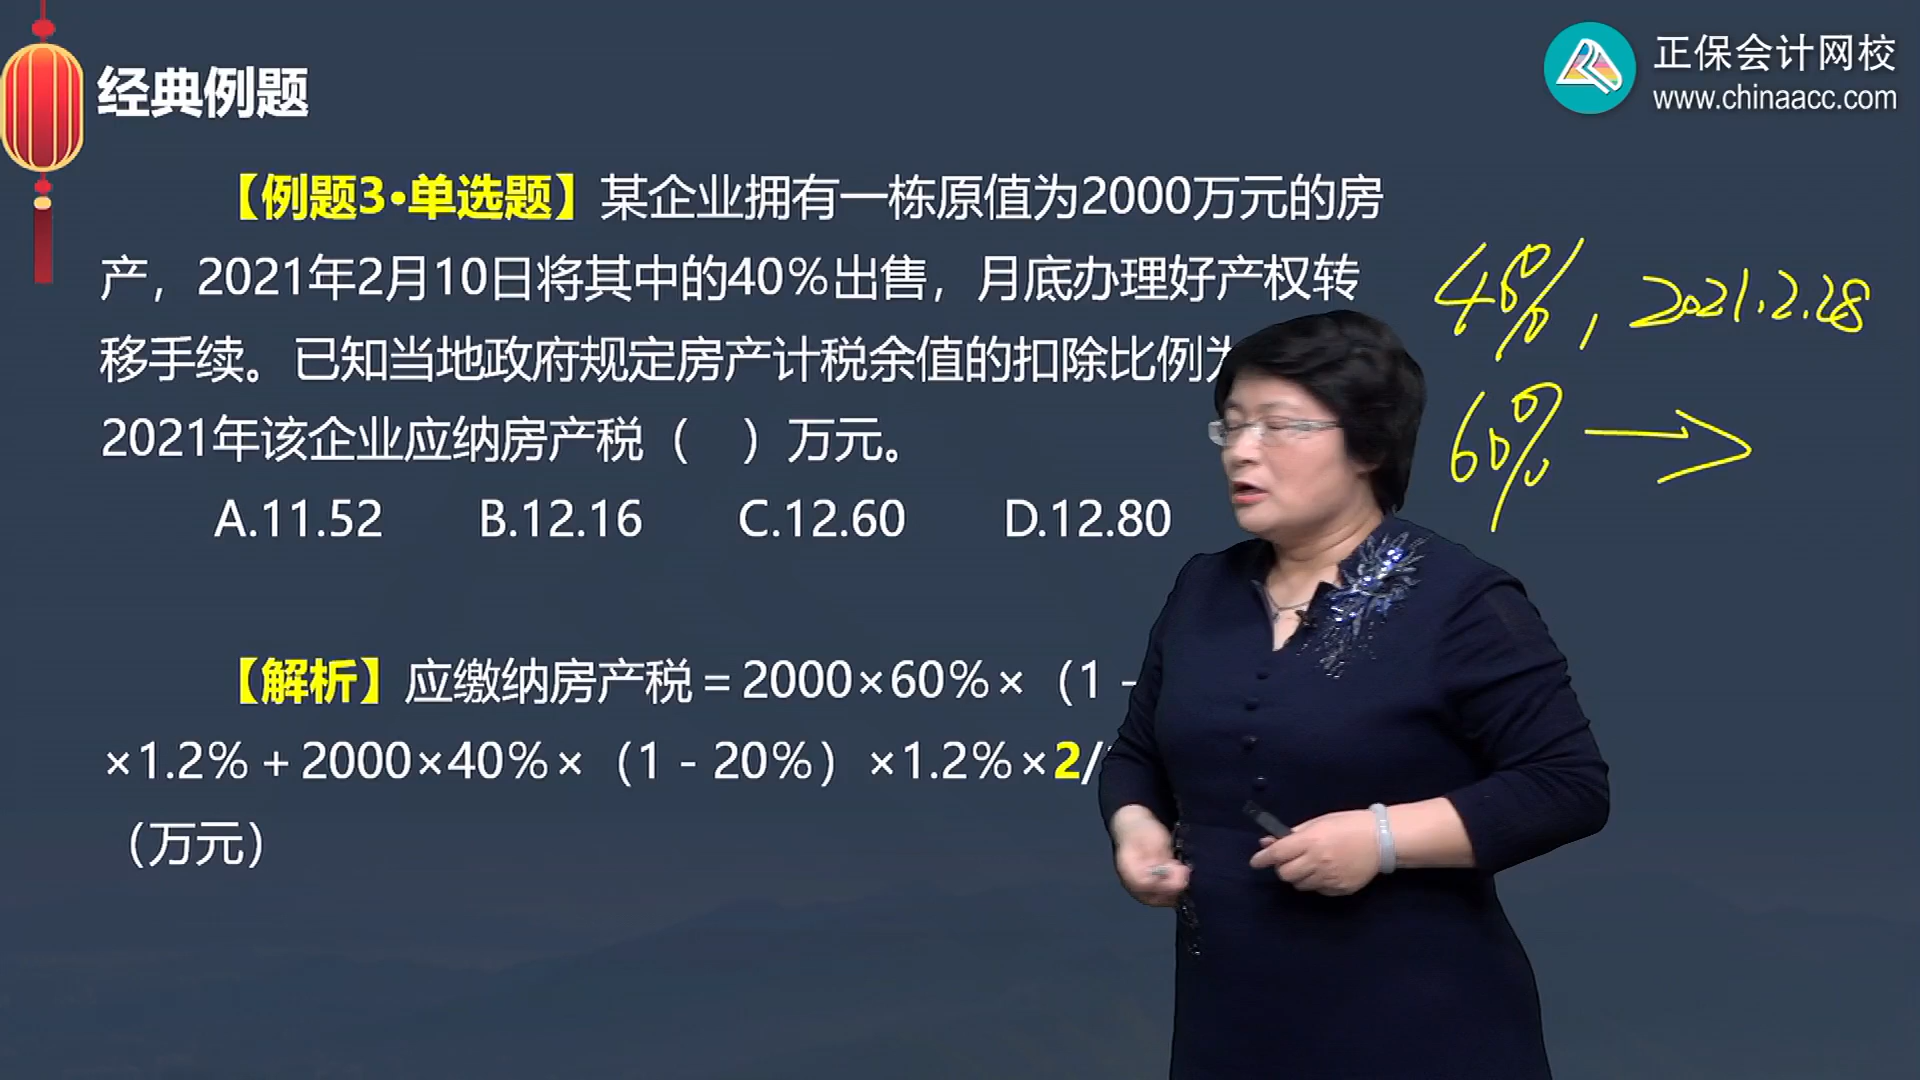 经典例题
正保会计网校
www.chinaacc.com
【例题3•单选题】某企业拥有一栋原值为2000万元的房
产，2021年2月10日将其中的40%出售，月底办理好产权转
移手续。已知当地政府规定房产计税余值的扣除比例为
2021年该企业应纳房产税（　）万元。
A.11.52 B.12.16 C.12.60 D.12.80
40%, 2021.2.28
60%
【解析】应缴纳房产税＝2000×60%×（1－
×1.2%＋2000×40%×（1－20%）×1.2%×2/
（万元）